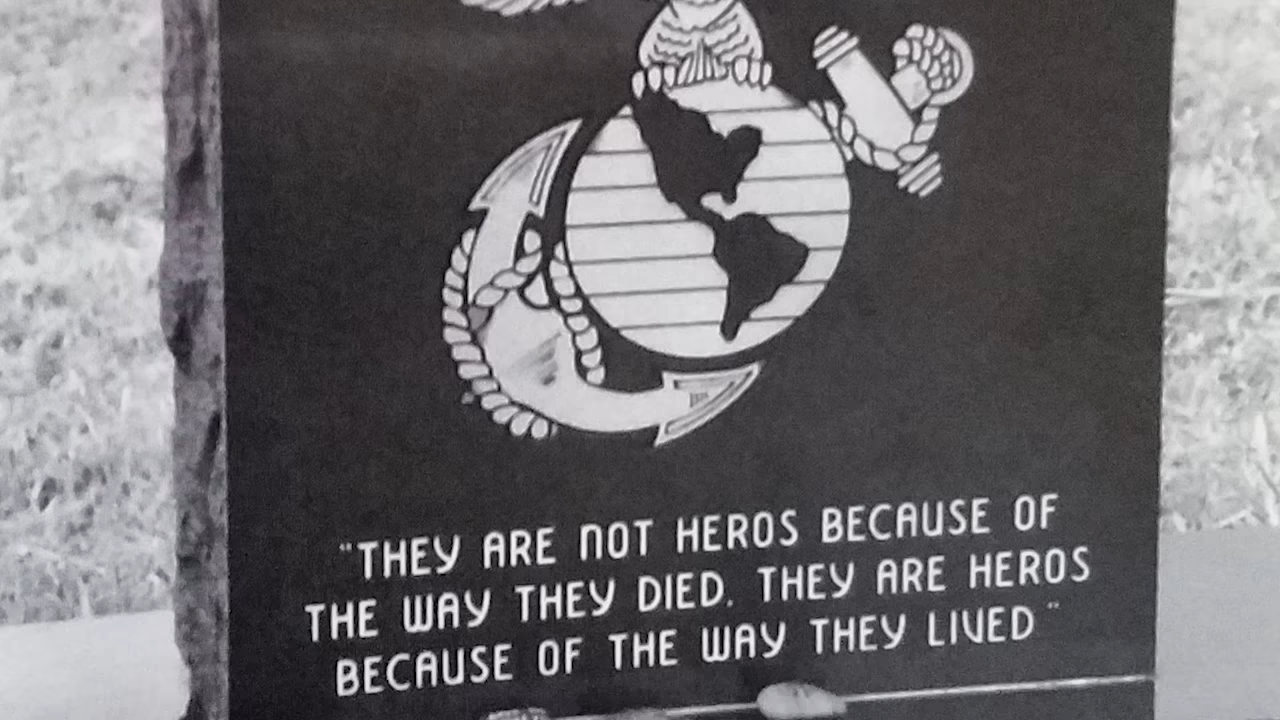 "THEY ARE NOT HEROS BECAUSE OF
THE WAY THEY DIED. THEY ARE HEROS
BECAUSE OF THE WAY THEY LIVED"